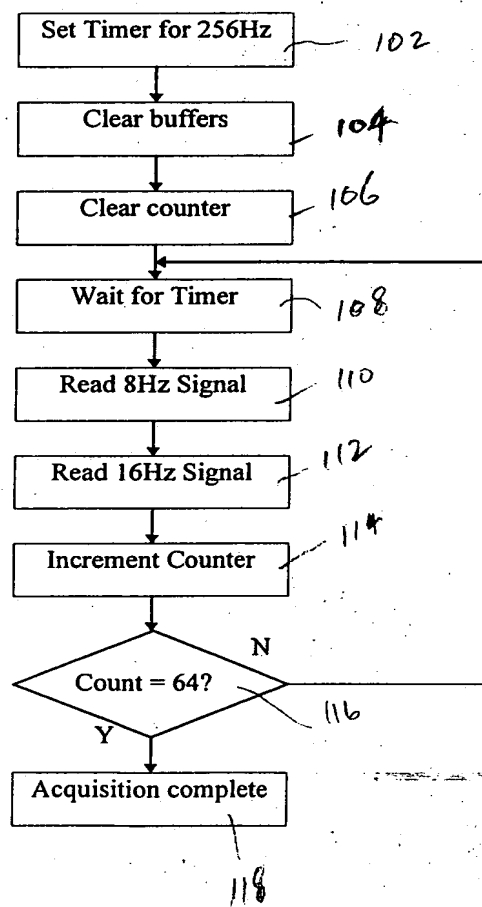 Set Timer for 256Hz
102
Clear buffers
104
Clear counter
106
Wait for Timer
108
Read 8Hz Signal
110
Read 16Hz Signal
112
Increment Counter
114
N
Count = 64?
116
Y
Acquisition complete
118